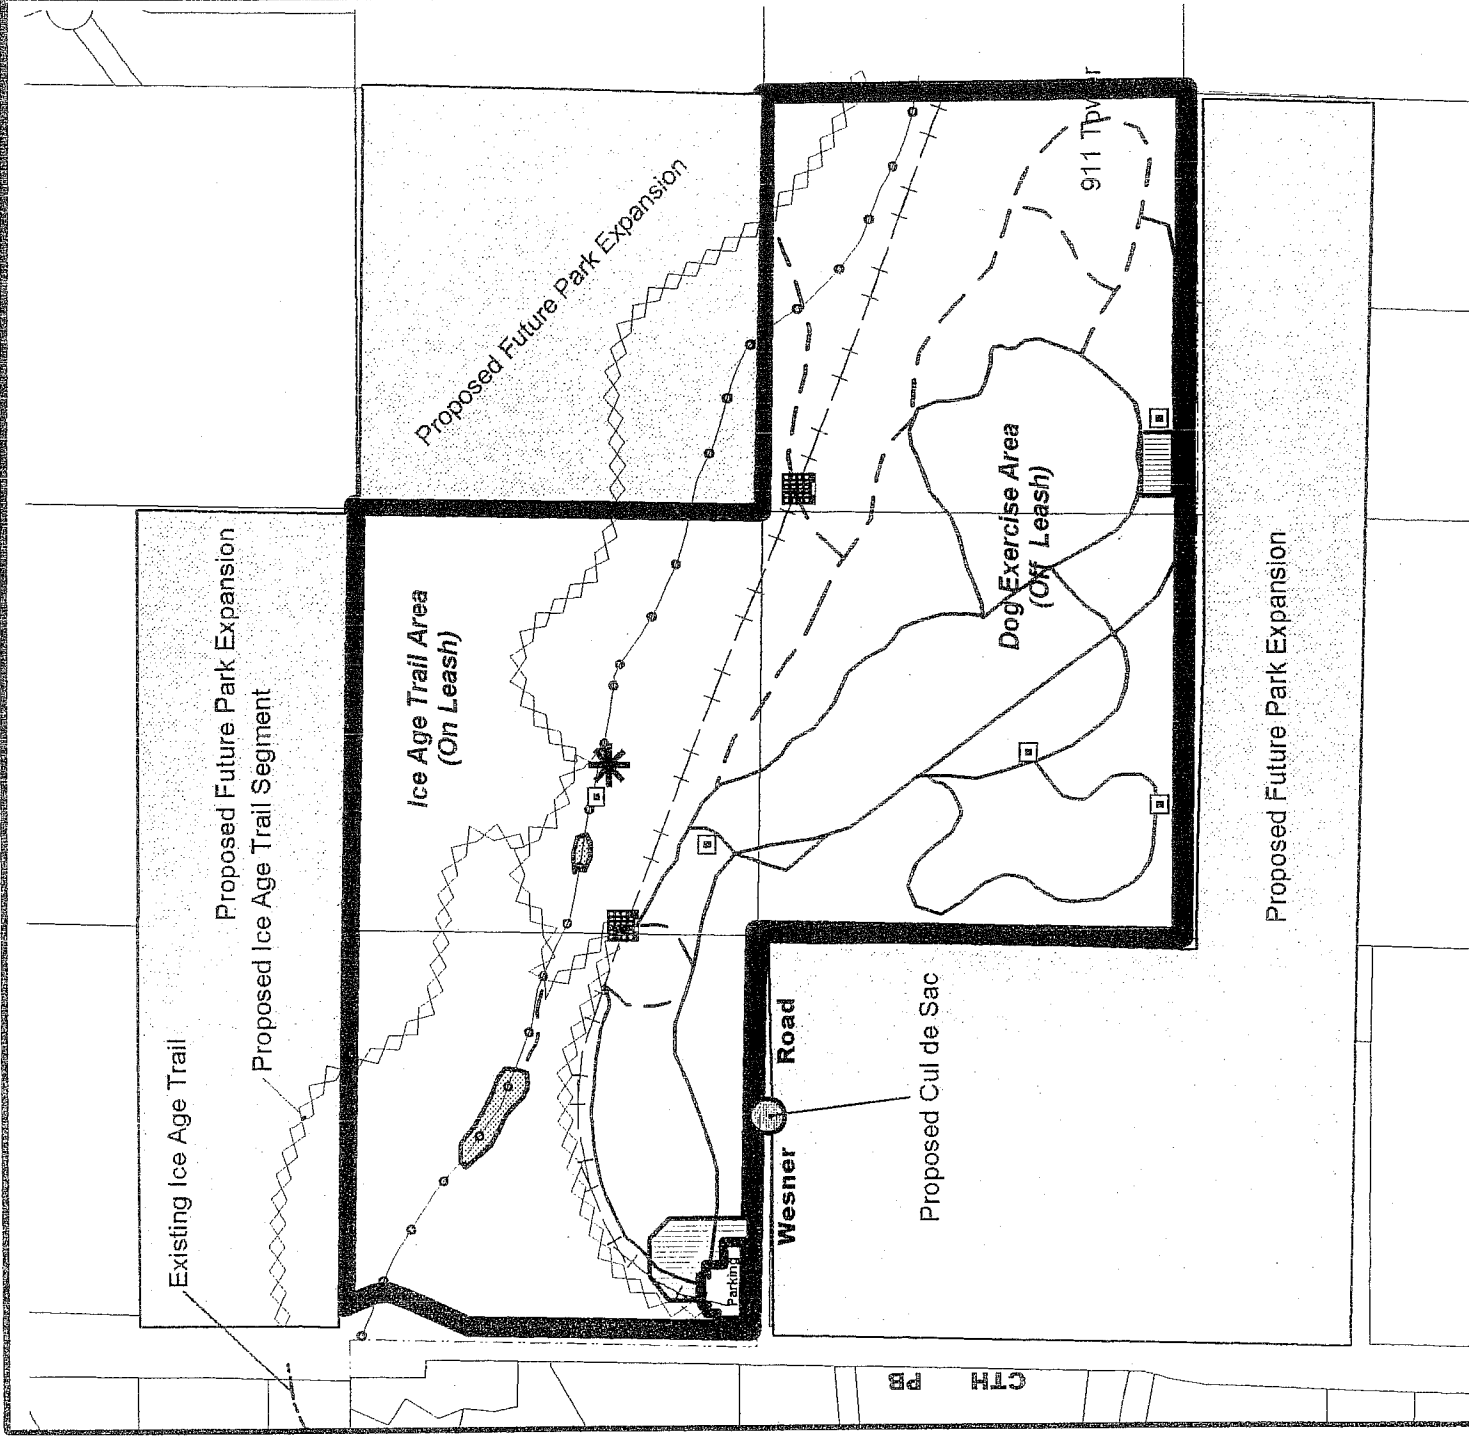 Existing Ice Age Trail
Proposed Future Park Expansion
Proposed Ice Age Trail Segment
Ice Age Trail Area
(On Leash)
Proposed Future Park Expansion
Parking
Wesner Road
Proposed Cul de Sac
Dog Exercise Area
(Off Leash)
911
Proposed Future Park Expansion
CTH PB